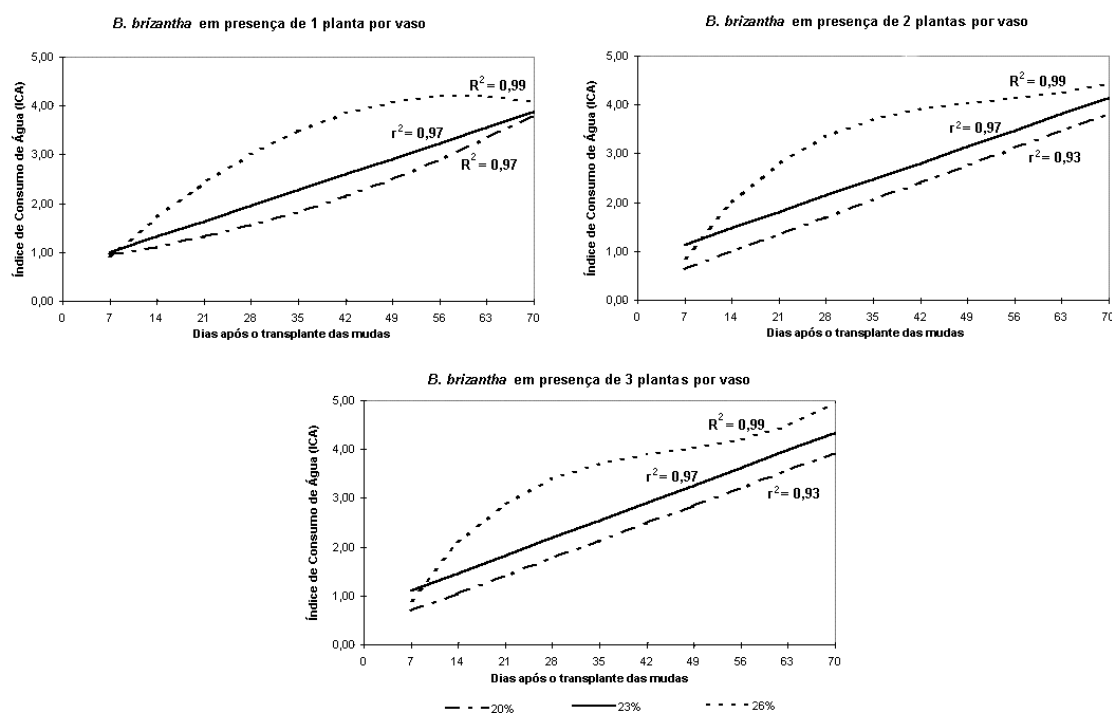 B. brizantha em presença de 1 planta por vaso
Índice de Consumo de Água (ICA)
5,00
4,00
3,00
2,00
1,00
0,00
R² = 0,99
r² = 0,97
R² = 0,97
0 7 14 21 28 35 42 49 56 63 70
Dias após o transplante das mudas
B. brizantha em presença de 2 plantas por vaso
Índice de Consumo de Água (ICA)
5,00
4,00
3,00
2,00
1,00
0,00
R² = 0,99
r² = 0,97
r² = 0,93
0 7 14 21 28 35 42 49 56 63 70
Dias após o transplante das mudas
B. brizantha em presença de 3 plantas por vaso
Índice de Consumo de Água (ICA)
5,00
4,00
3,00
2,00
1,00
0,00
R² = 0,99
r² = 0,97
r² = 0,93
0 7 14 21 28 35 42 49 56 63 70
Dias após o transplante das mudas
20% 23% 26%